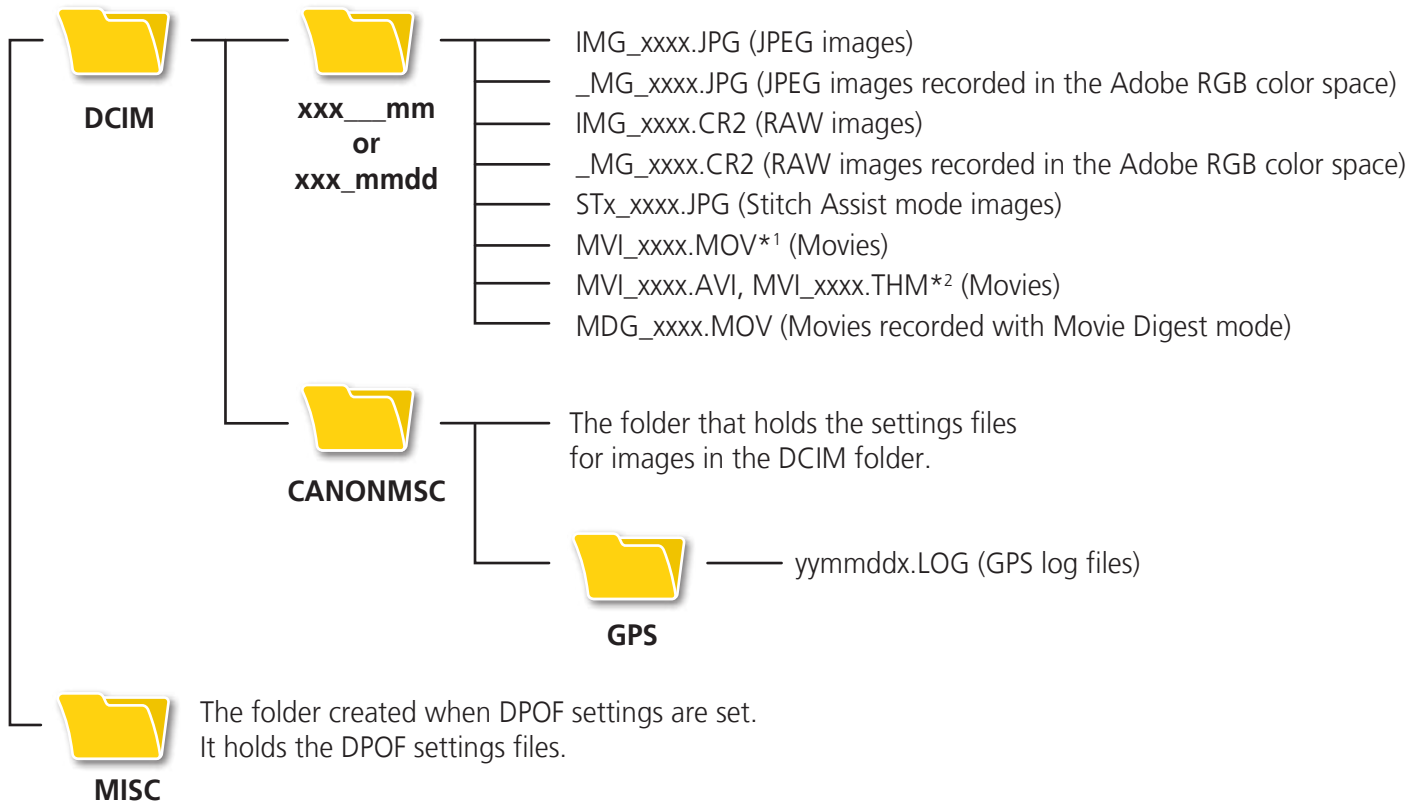 DCIM
xxx___mm
or
xxx_mmdd
IMG_xxxx.JPG (JPEG images)
_MG_xxxx.JPG (JPEG images recorded in the Adobe RGB color space)
IMG_xxxx.CR2 (RAW images)
_MG_xxxx.CR2 (RAW images recorded in the Adobe RGB color space)
STx_xxxx.JPG (Stitch Assist mode images)
MVI_xxxx.MOV*1 (Movies)
MVI_xxxx.AVI, MVI_xxxx.THM*2 (Movies)
MDG_xxxx.MOV (Movies recorded with Movie Digest mode)
CANONMSC
The folder that holds the settings files
for images in the DCIM folder.
GPS
yymmddx.LOG (GPS log files)
MISC
The folder created when DPOF settings are set.
It holds the DPOF settings files.